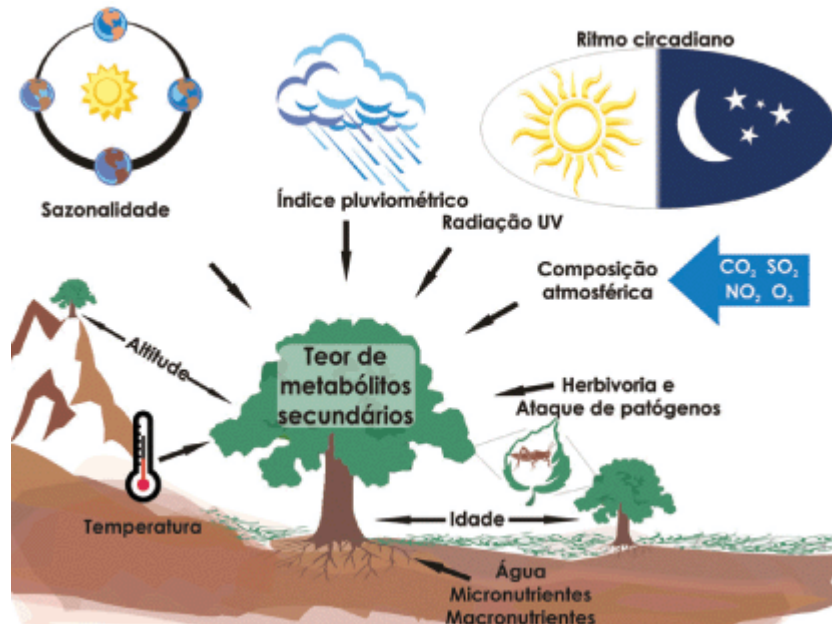 Ritmo circadiano
Sazonalidade
Índice pluviométrico
Radiação UV
Composição
atmosférica
CO₂ SO₂
NO₂ O₃
Altitude
Teor de
metabólitos
secundários
Herbivoria e
Ataque de patógenos
Temperatura
Idade
Água
Micronutrientes
Macronutrientes